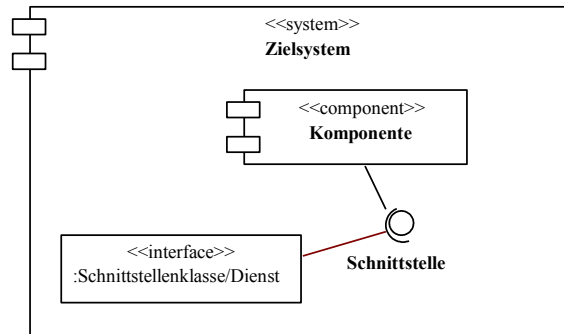 <<system>>
Zielsystem
<<component>>
Komponente
<<interface>>
:Schnittstellenklasse/Dienst
Schnittstelle